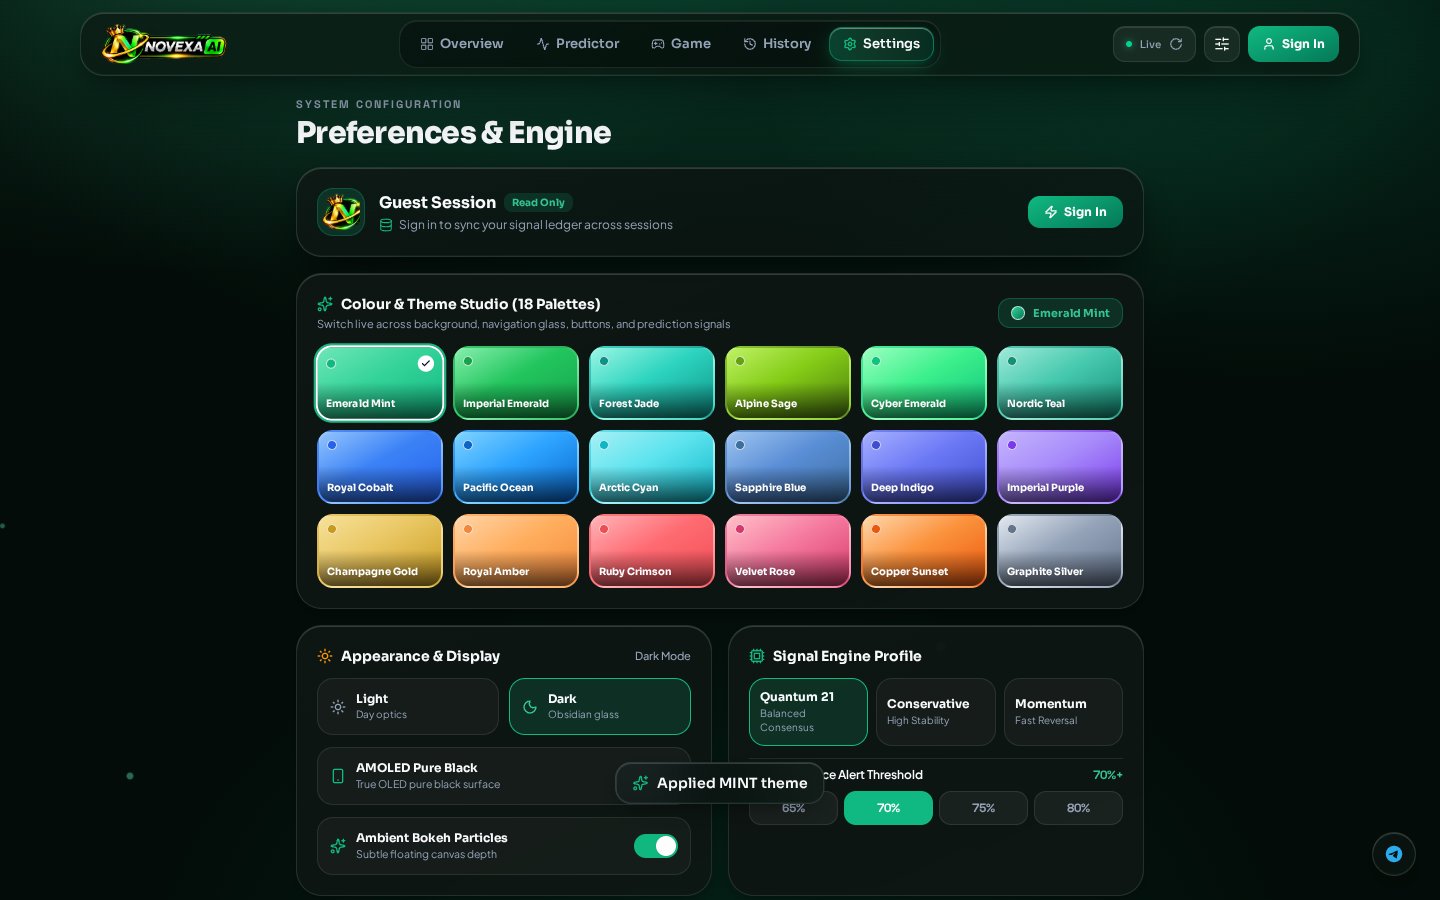 NOVEXA AI
Overview
Predictor
Game
History
Settings
Live
Sign In
SYSTEM CONFIGURATION
Preferences & Engine
Guest Session
Read Only
Sign in to sync your signal ledger across sessions
Sign In
Colour & Theme Studio (18 Palettes)
Switch live across background, navigation glass, buttons, and prediction signals
Emerald Mint
Emerald Mint
Imperial Emerald
Forest Jade
Alpine Sage
Cyber Emerald
Nordic Teal
Royal Cobalt
Pacific Ocean
Arctic Cyan
Sapphire Blue
Deep Indigo
Imperial Purple
Champagne Gold
Royal Amber
Ruby Crimson
Velvet Rose
Copper Sunset
Graphite Silver
Appearance & Display
Dark Mode
Light
Day optics
Dark
Obsidian glass
AMOLED Pure Black
True OLED pure black surface
Ambient Bokeh Particles
Subtle floating canvas depth
Signal Engine Profile
Quantum 21
Balanced
Consensus
Conservative
High Stability
Momentum
Fast Reversal
Applied MINT theme
ce Alert Threshold
70%+
65%
70%
75%
80%